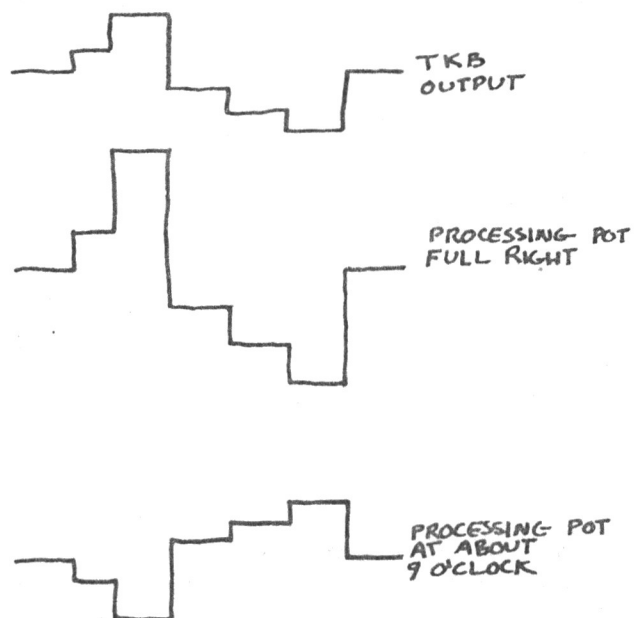 TKB
OUTPUT
PROCESSING POT
FULL RIGHT
PROCESSING POT
AT ABOUT
9 O'CLOCK